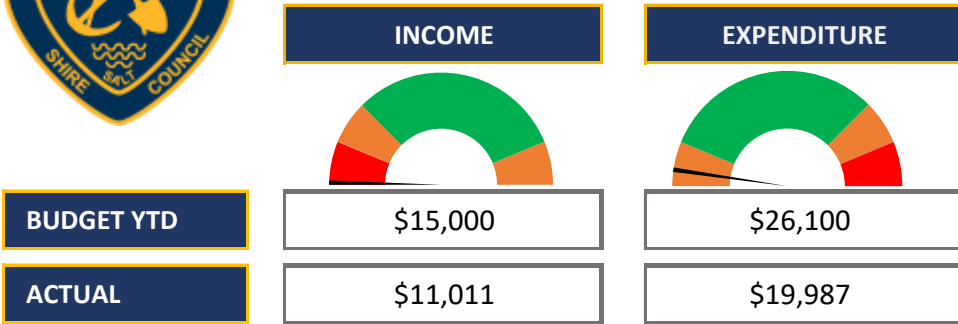 SHIRE SALT COUNCIL
INCOME EXPENDITURE
BUDGET YTD $15,000 $26,100
ACTUAL $11,011 $19,987